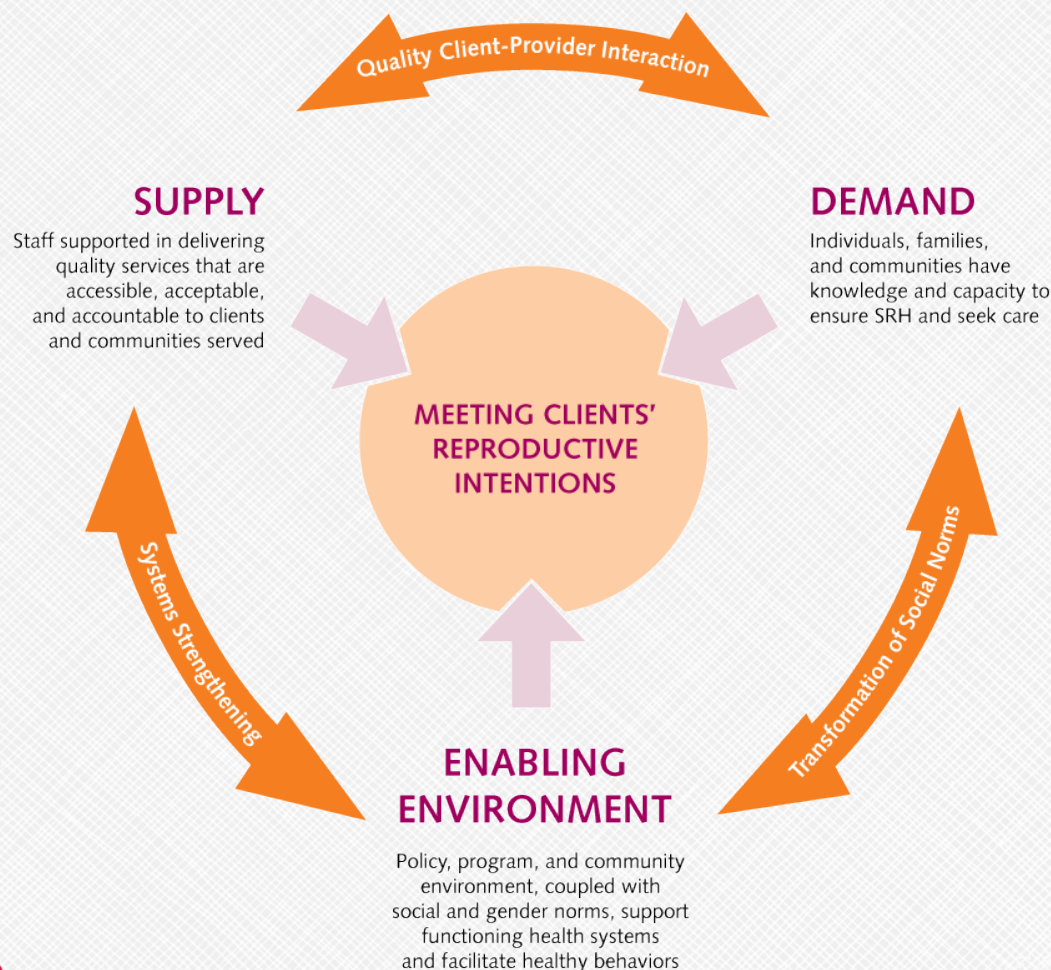 Quality Client-Provider Interaction
SUPPLY
Staff supported in delivering
quality services that are
accessible, acceptable,
and accountable to clients
and communities served
DEMAND
Individuals, families,
and communities have
knowledge and capacity to
ensure SRH and seek care
MEETING CLIENTS’
REPRODUCTIVE
INTENTIONS
Systems Strengthening
Transformation of Social Norms
ENABLING
ENVIRONMENT
Policy, program, and community
environment, coupled with
social and gender norms, support
functioning health systems
and facilitate healthy behaviors